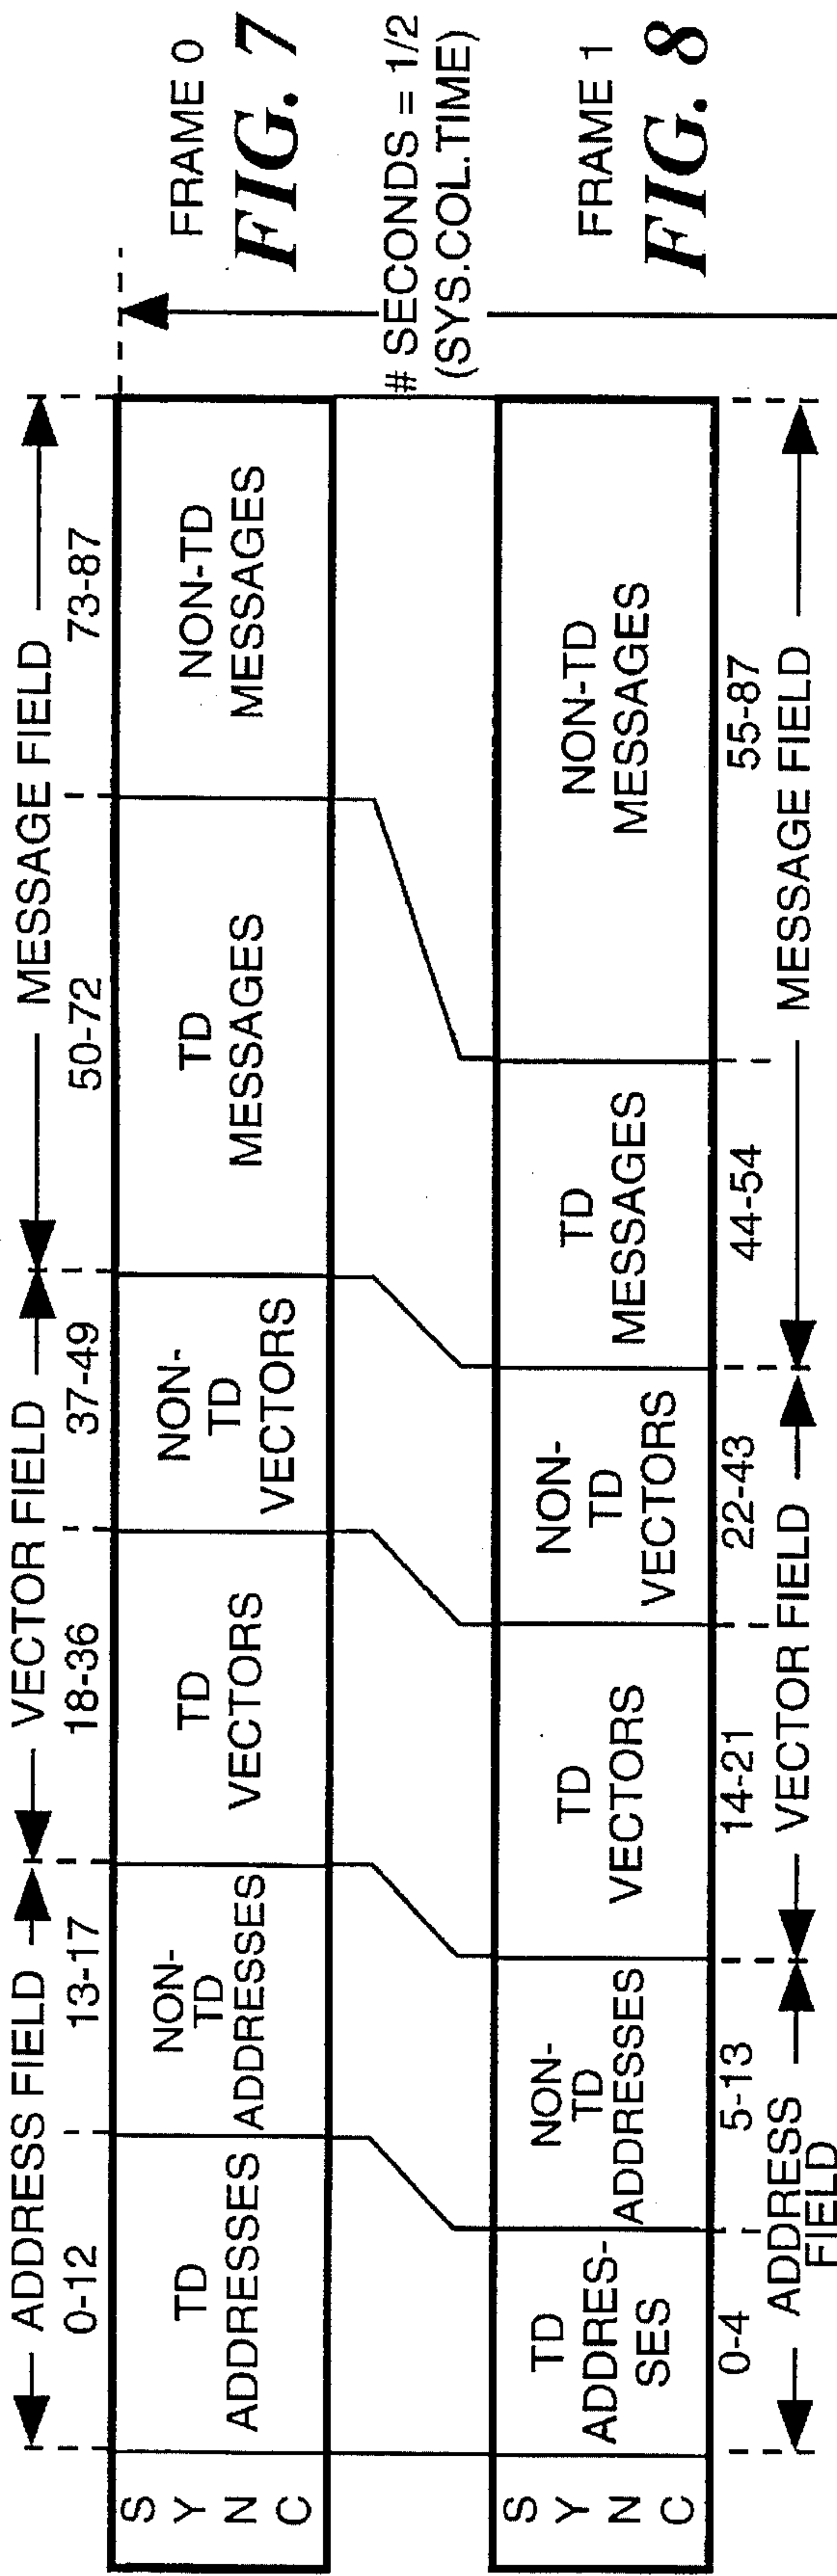 ADDRESS FIELD
VECTOR FIELD
MESSAGE FIELD
0-12
13-17
18-36
37-49
50-72
73-87
S
Y
N
C
TD
ADDRESSES
NON-
TD
ADDRESSES
TD
VECTORS
NON-
TD
VECTORS
TD
MESSAGES
NON-TD
MESSAGES
FRAME 0
FIG. 7
# SECONDS = 1/2
(SYS.COL.TIME)
S
Y
N
C
TD
ADDRES-
SES
NON-
TD
ADDRESSES
TD
VECTORS
NON-
TD
VECTORS
TD
MESSAGES
NON-TD
MESSAGES
FRAME 1
FIG. 8
0-4
5-13
14-21
22-43
44-54
55-87
ADDRESS
FIELD
VECTOR FIELD
MESSAGE FIELD